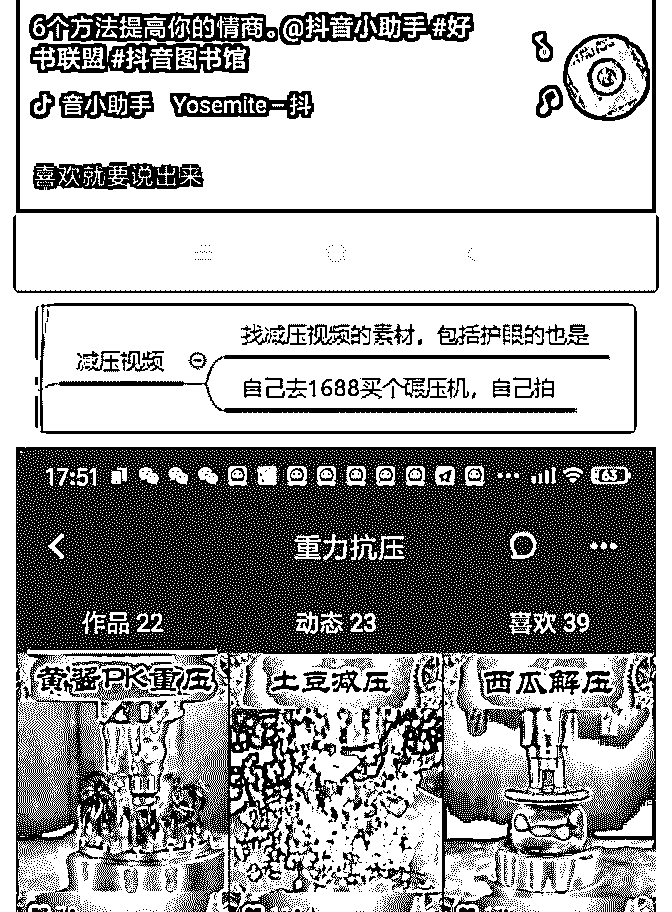 6个方法提高你的情商。@抖音小助手 #好
书联盟 #抖音图书馆
音小助手 Yosemite－抖
喜欢就要说出来
减压视频
找减压视频的素材，包括护眼的也是
自己去1688买个碾压机，自己拍
17:51 63
重力抗压
作品 22 动态 23 喜欢 39
黄酱PK重压 土豆减压 西瓜解压